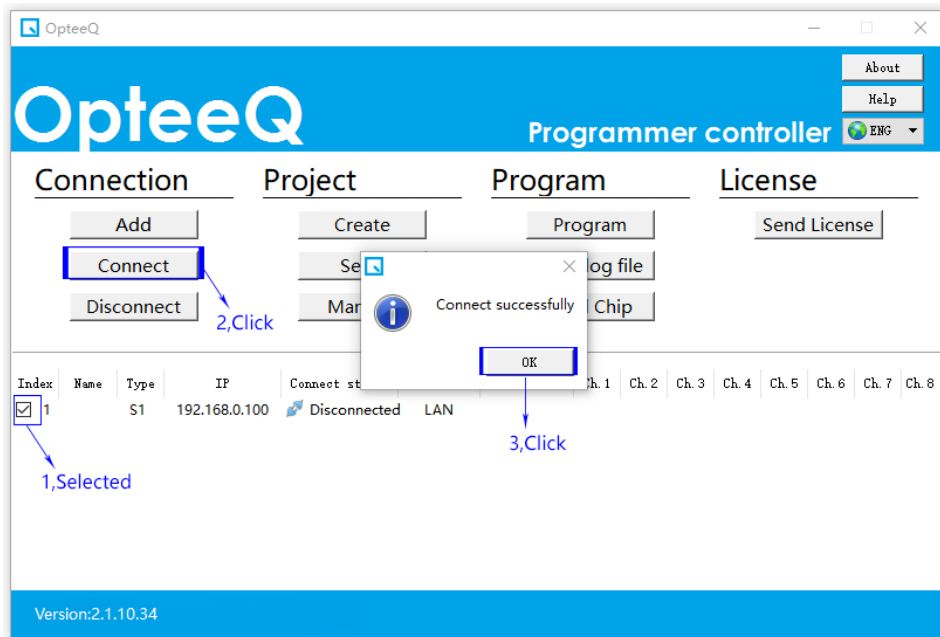 OpteeQ
About
Help
OpteeQ
Programmer controller
ENG
Connection Project Program License
Add Create Program Send License
Connect Se log file
Disconnect Mar Chip
Connect successfully
OK
2,Click
Index Name Type IP Connect st Ch.1 Ch.2 Ch.3 Ch.4 Ch.5 Ch.6 Ch.7 Ch.8
1 S1 192.168.0.100 Disconnected LAN
3,Click
1,Selected
Version:2.1.10.34